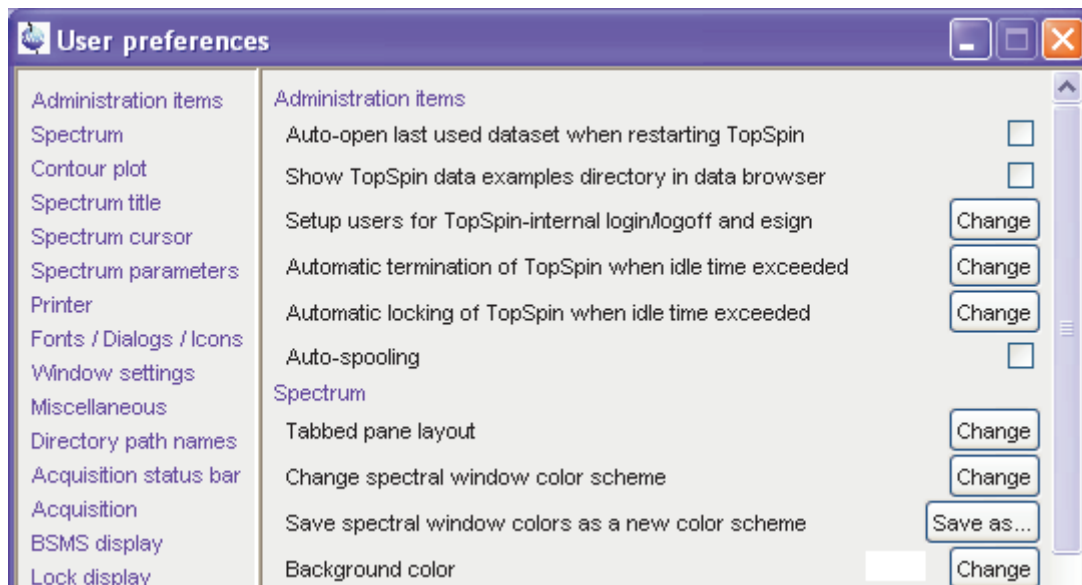 User preferences
Administration items
Spectrum
Contour plot
Spectrum title
Spectrum cursor
Spectrum parameters
Printer
Fonts / Dialogs / Icons
Window settings
Miscellaneous
Directory path names
Acquisition status bar
Acquisition
BSMS display
Lock display
Administration items
Auto-open last used dataset when restarting TopSpin
Show TopSpin data examples directory in data browser
Setup users for TopSpin-internal login/logoff and esign Change
Automatic termination of TopSpin when idle time exceeded Change
Automatic locking of TopSpin when idle time exceeded Change
Auto-spooling
Spectrum
Tabbed pane layout Change
Change spectral window color scheme Change
Save spectral window colors as a new color scheme Save as...
Background color Change